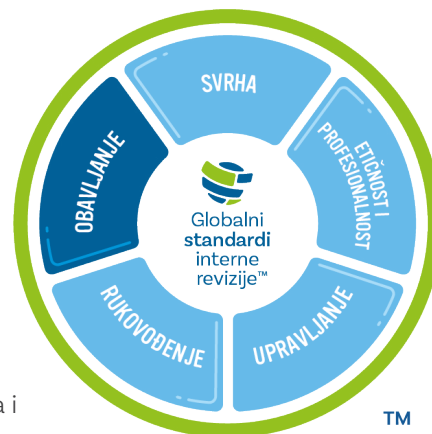 SVRHA
ETIČNOST I
PROFESIONALNOST
UPRAVLJANJE
RUKOVOĐENJE
OBAVLJANJE
Globalni
standardi
interne
revizije™
a i
TM